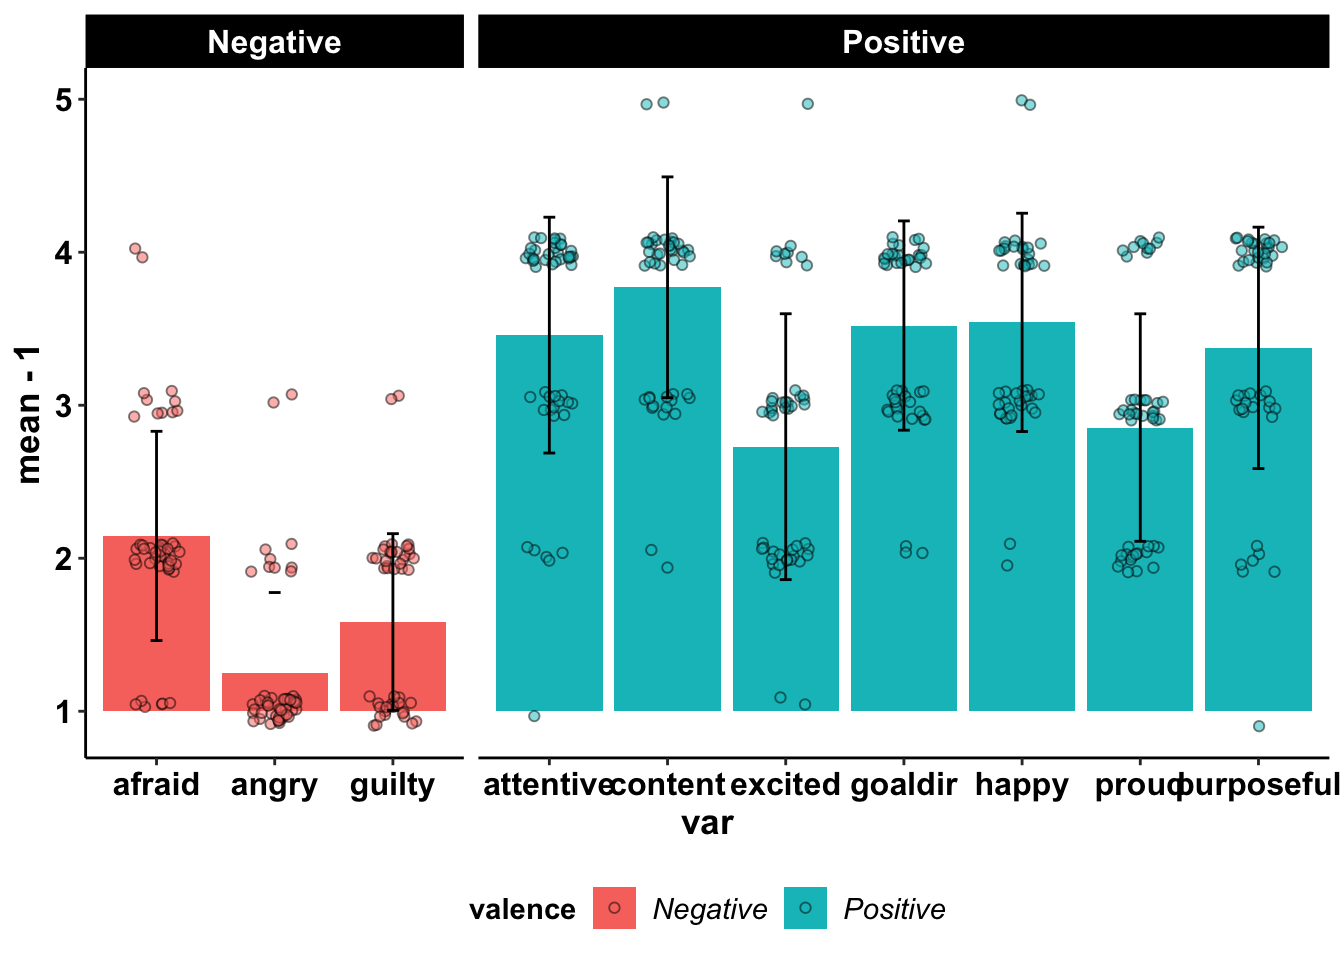 Negative Positive
5
4
3
2
1
mean - 1
afraid angry guilty attentive content excited goaldir happy proud purposeful
var
valence Negative Positive